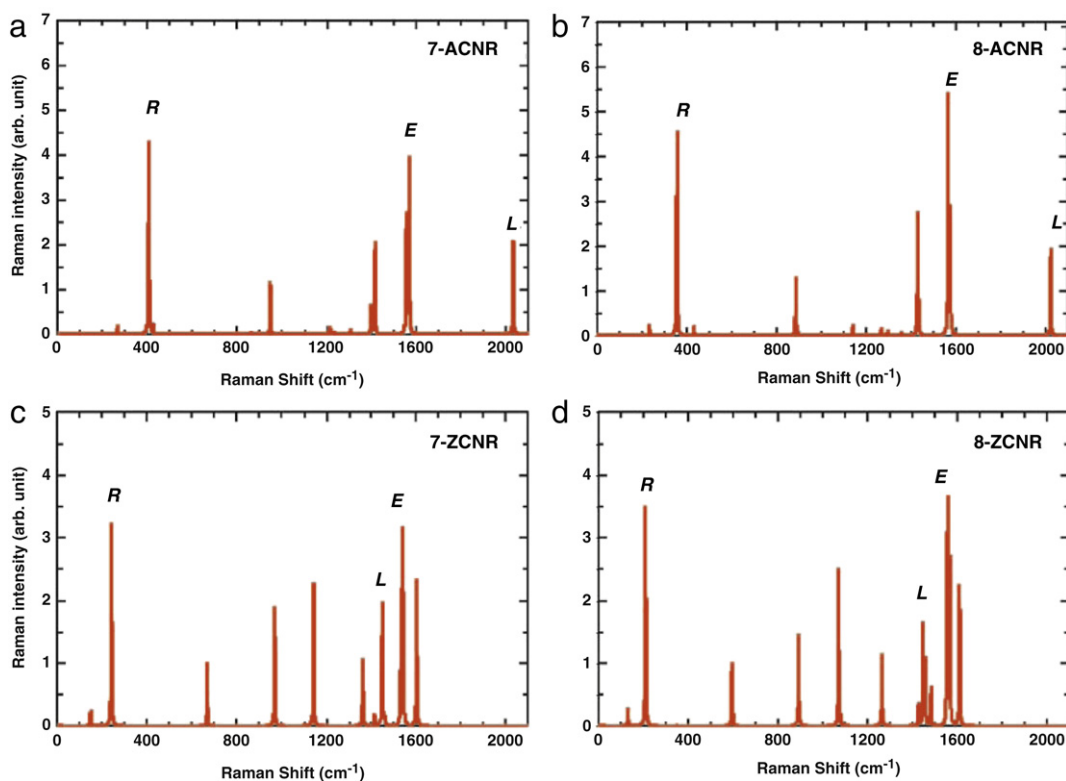 a
7
6
5
4
3
2
1
0
Raman intensity (arb. unit)
7-ACNR
R
E
L
0 400 800 1200 1600 2000
Raman Shift (cm-1)
b
7
6
5
4
3
2
1
0
8-ACNR
R
E
L
0 400 800 1200 1600 2000
Raman Shift (cm-1)
c
5
4
3
2
1
0
Raman intensity (arb. unit)
7-ZCNR
R
E
L
0 400 800 1200 1600 2000
Raman Shift (cm-1)
d
5
4
3
2
1
0
8-ZCNR
R
E
L
0 400 800 1200 1600 2000
Raman Shift (cm-1)